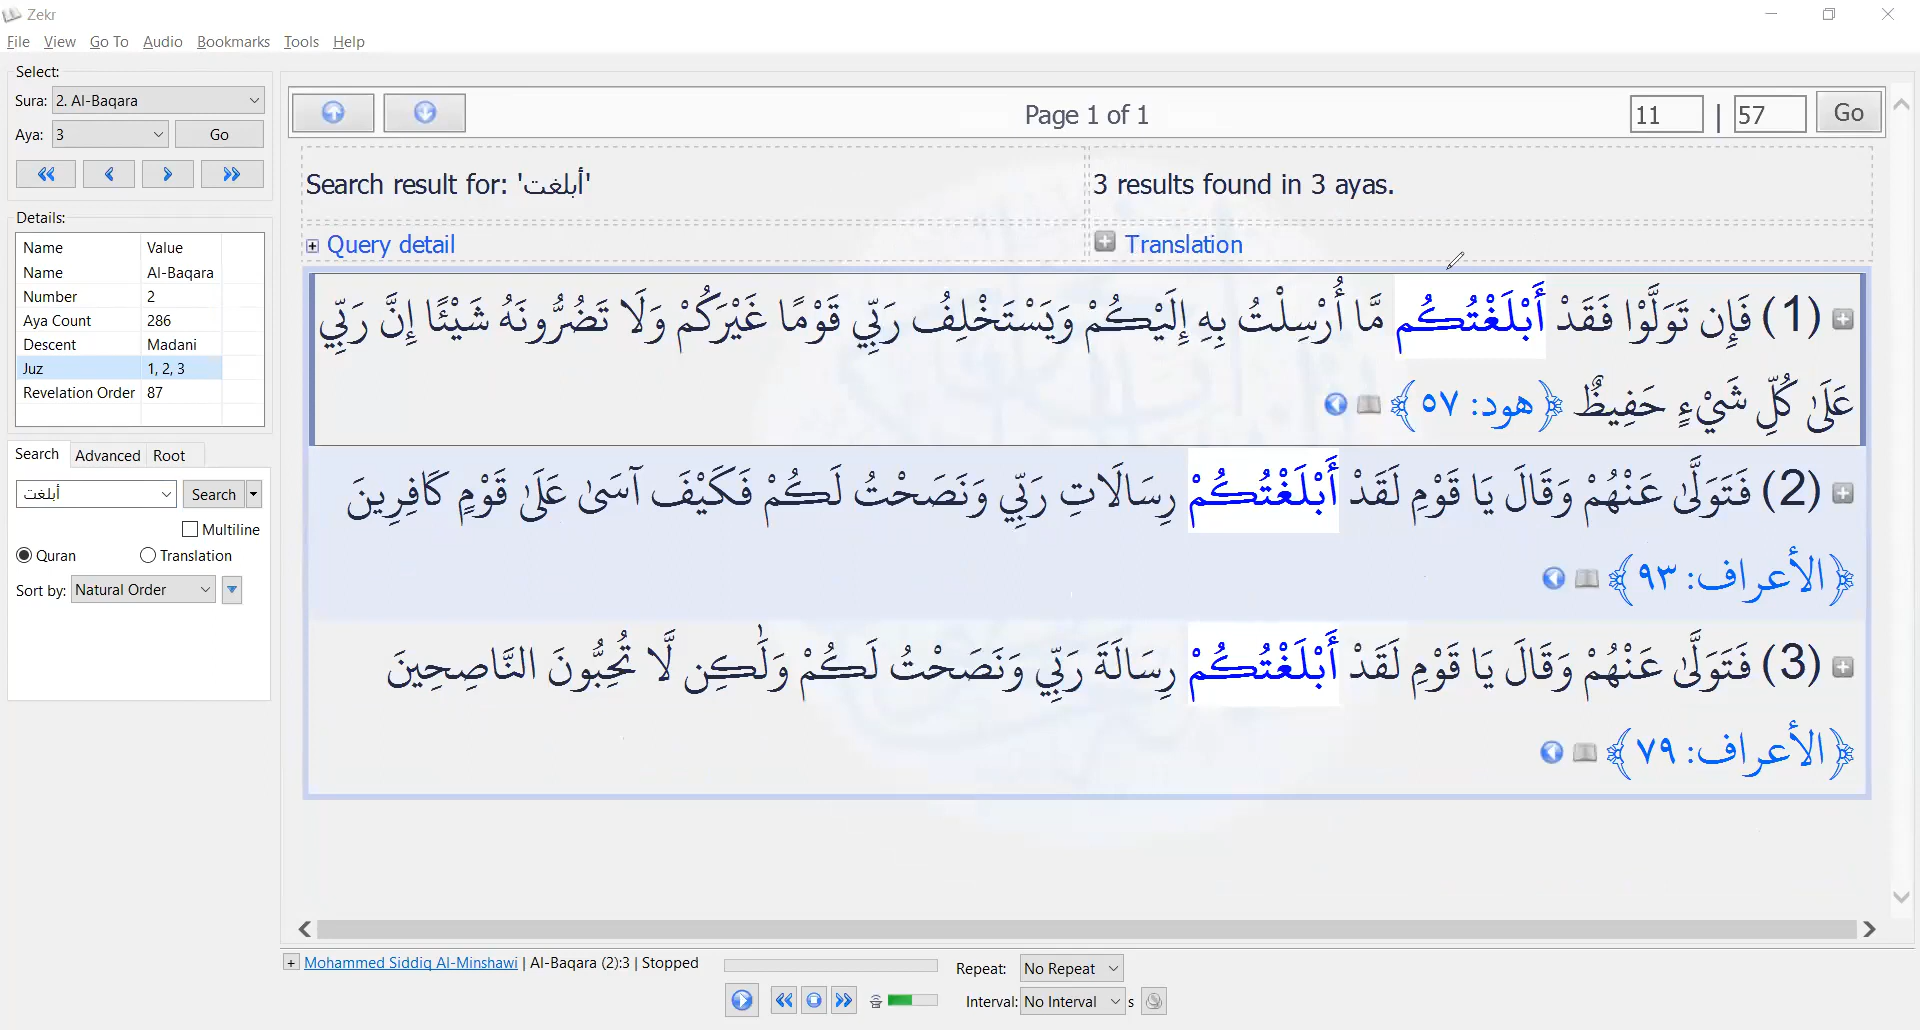 Zekr
File View Go To Audio Bookmarks Tools Help
Select:
Sura: 2. Al-Baqara
Aya: 3 Go
Details:
Name Value
Name Al-Baqara
Number 2
Aya Count 286
Descent Madani
Juz 1, 2, 3
Revelation Order 87
Search Advanced Root
أبلغت Search
Multiline
Quran Translation
Sort by: Natural Order
Page 1 of 1 11 | 57 Go
Search result for: 'أبلغت' 3 results found in 3 ayas.
Query detail Translation
(1) فَإِن تَوَلَّوْا فَقَدْ أَبْلَغْتُكُم مَّا أُرْسِلْتُ بِهِ إِلَيْكُمْ وَيَسْتَخْلِفُ رَبِّي قَوْمًا غَيْرَكُمْ وَلَا تَضُرُّونَهُ شَيْئًا إِنَّ رَبِّي
عَلَىٰ كُلِّ شَيْءٍ حَفِيظٌ ﴿هود: ٥٧﴾
(2) فَتَوَلَّىٰ عَنْهُمْ وَقَالَ يَا قَوْمِ لَقَدْ أَبْلَغْتُكُمْ رِسَالَاتِ رَبِّي وَنَصَحْتُ لَكُمْ فَكَيْفَ آسَىٰ عَلَىٰ قَوْمٍ كَافِرِينَ
﴿الأعراف: ٩٣﴾
(3) فَتَوَلَّىٰ عَنْهُمْ وَقَالَ يَا قَوْمِ لَقَدْ أَبْلَغْتُكُمْ رِسَالَةَ رَبِّي وَنَصَحْتُ لَكُمْ وَلَٰكِن لَّا تُحِبُّونَ النَّاصِحِينَ
﴿الأعراف: ٧٩﴾
Mohammed Siddiq Al-Minshawi | Al-Baqara (2):3 | Stopped
Repeat: No Repeat
Interval: No Interval s